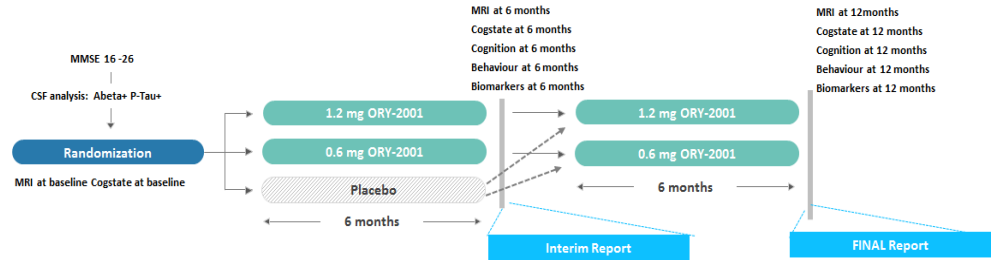 MMSE 16 -26
CSF analysis: Abeta+ P-Tau+
Randomization
MRI at baseline Cogstate at baseline
1.2 mg ORY-2001
0.6 mg ORY-2001
Placebo
6 months
MRI at 6 months
Cogstate at 6 months
Cognition at 6 months
Behaviour at 6 months
Biomarkers at 6 months
Interim Report
1.2 mg ORY-2001
0.6 mg ORY-2001
6 months
MRI at 12months
Cogstate at 12 months
Cognition at 12 months
Behaviour at 12 months
Biomarkers at 12 months
FINAL Report